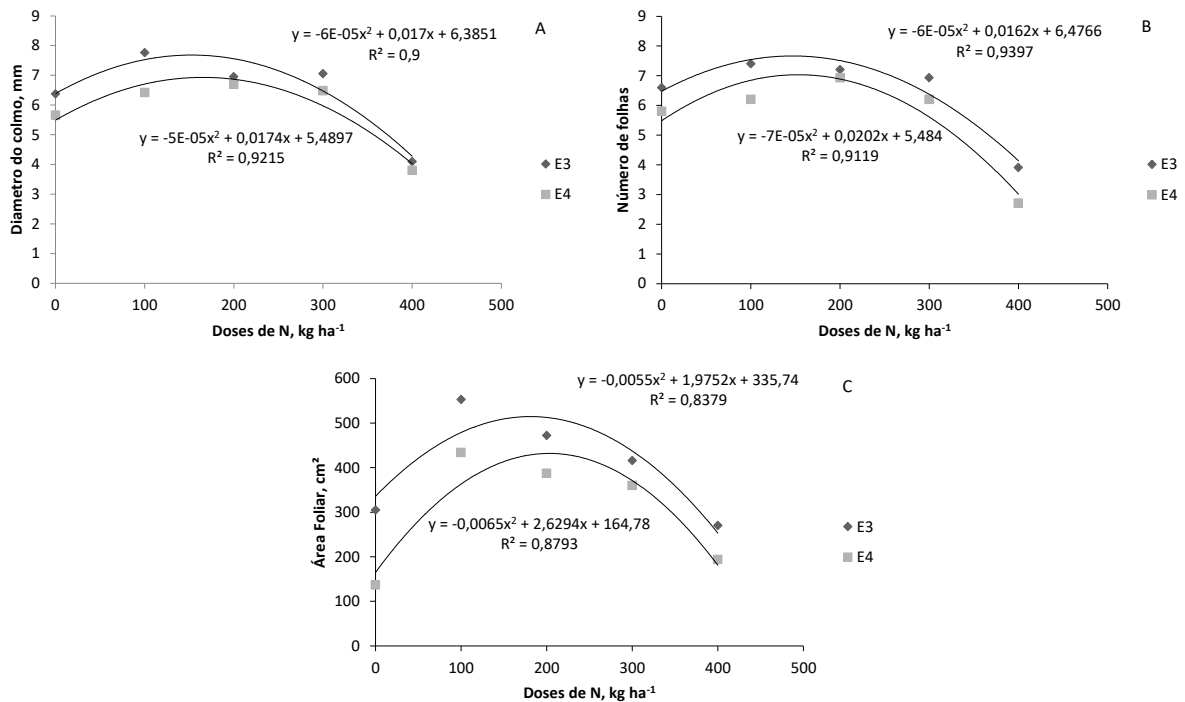 A
y = -6E-05x² + 0,017x + 6,3851
R² = 0,9
y = -5E-05x² + 0,0174x + 5,4897
R² = 0,9215
Diametro do colmo, mm
9
8
7
6
5
4
3
2
1
0
0 100 200 300 400 500
Doses de N, kg ha⁻¹
E3
E4
B
y = -6E-05x² + 0,0162x + 6,4766
R² = 0,9397
y = -7E-05x² + 0,0202x + 5,484
R² = 0,9119
Número de folhas
9
8
7
6
5
4
3
2
1
0
0 100 200 300 400 500
Doses de N, kg ha⁻¹
E3
E4
C
y = -0,0055x² + 1,9752x + 335,74
R² = 0,8379
y = -0,0065x² + 2,6294x + 164,78
R² = 0,8793
Área Foliar, cm²
600
500
400
300
200
100
0
0 100 200 300 400 500
Doses de N, kg ha⁻¹
E3
E4